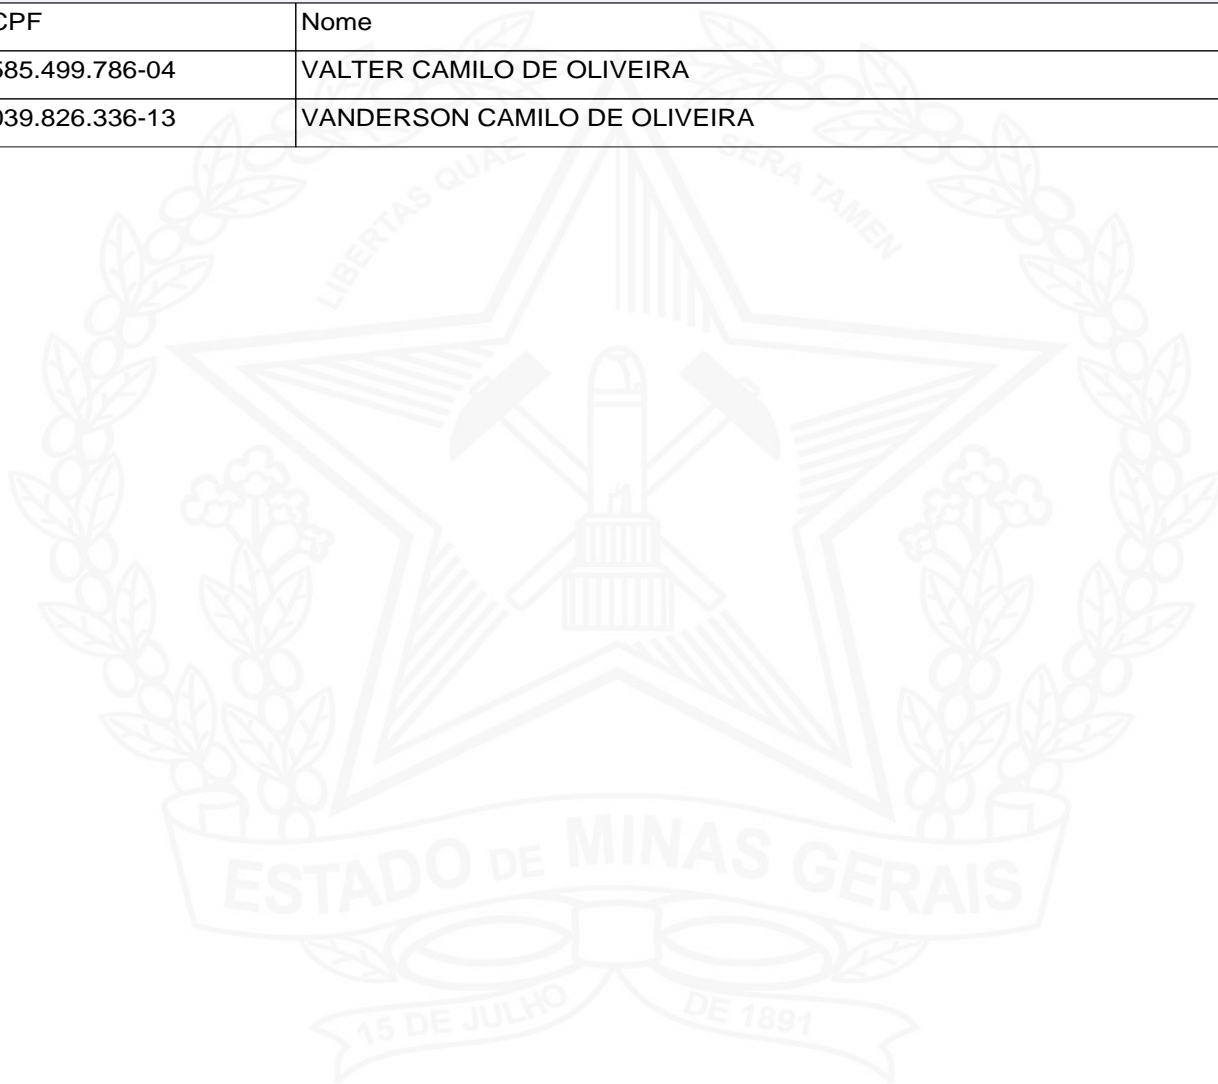 CPF Nome
585.499.786-04 VALTER CAMILO DE OLIVEIRA
039.826.336-13 VANDERSON CAMILO DE OLIVEIRA
LIBERTAS QUAE SERA TAMEN
ESTADO DE MINAS GERAIS
15 DE JULHO DE 1891